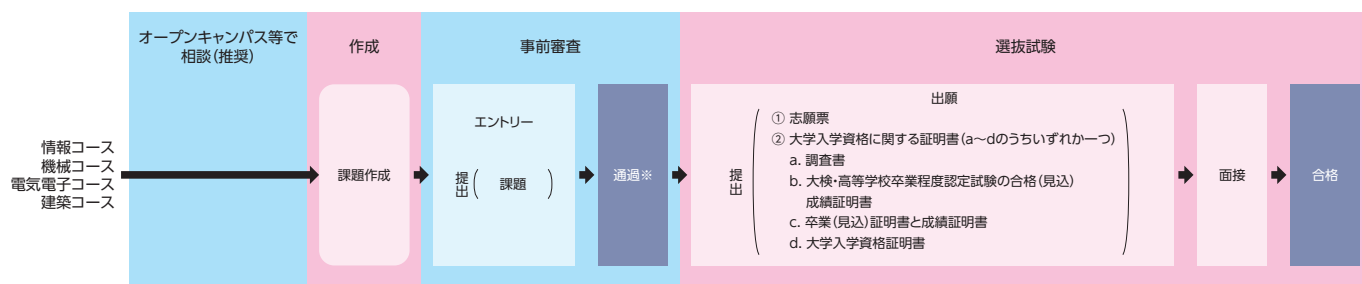 オープンキャンパス等で
相談(推奨)
作成
事前審査
選抜試験
情報コース
機械コース
電気電子コース
建築コース
課題作成
エントリー
提出(課題)
通過※
出願
提出
① 志願票
② 大学入学資格に関する証明書(a～dのうちいずれか一つ)
a. 調査書
b. 大検・高等学校卒業程度認定試験の合格(見込)
成績証明書
c. 卒業(見込)証明書と成績証明書
d. 大学入学資格証明書
面接
合格